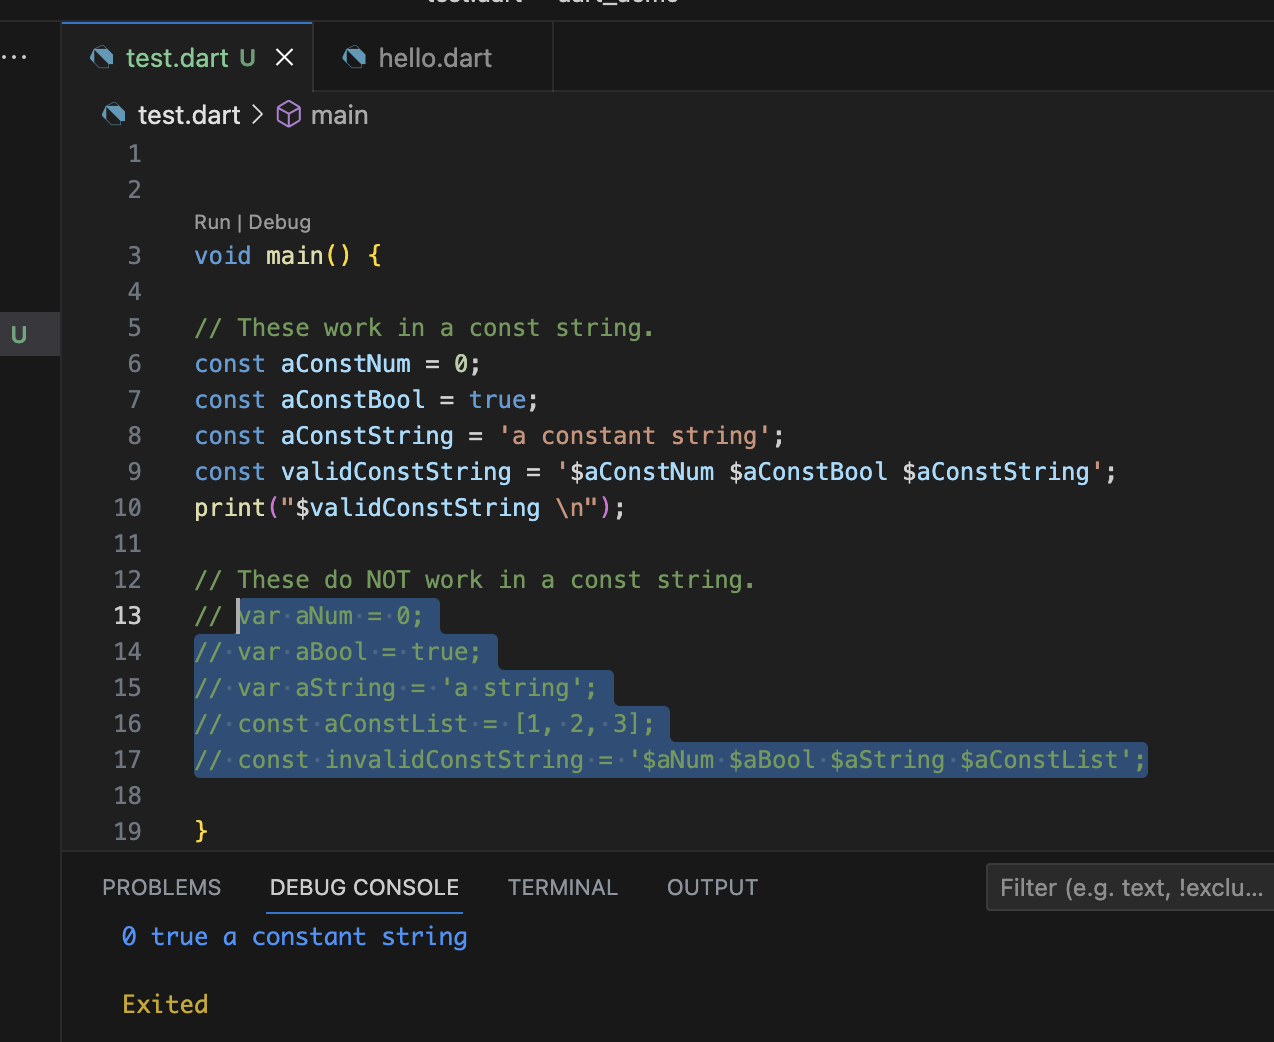 test.dart U hello.dart
test.dart > main
1
2
Run | Debug
3 void main() {
4
5 // These work in a const string.
U
6 const aConstNum = 0;
7 const aConstBool = true;
8 const aConstString = 'a constant string';
9 const validConstString = '$aConstNum $aConstBool $aConstString';
10 print("$validConstString \n");
11
12 // These do NOT work in a const string.
13 // var aNum = 0;
14 // var aBool = true;
15 // var aString = 'a string';
16 // const aConstList = [1, 2, 3];
17 // const invalidConstString = '$aNum $aBool $aString $aConstList';
18
19 }
PROBLEMS DEBUG CONSOLE TERMINAL OUTPUT Filter (e.g. text, !exclu...
0 true a constant string
Exited